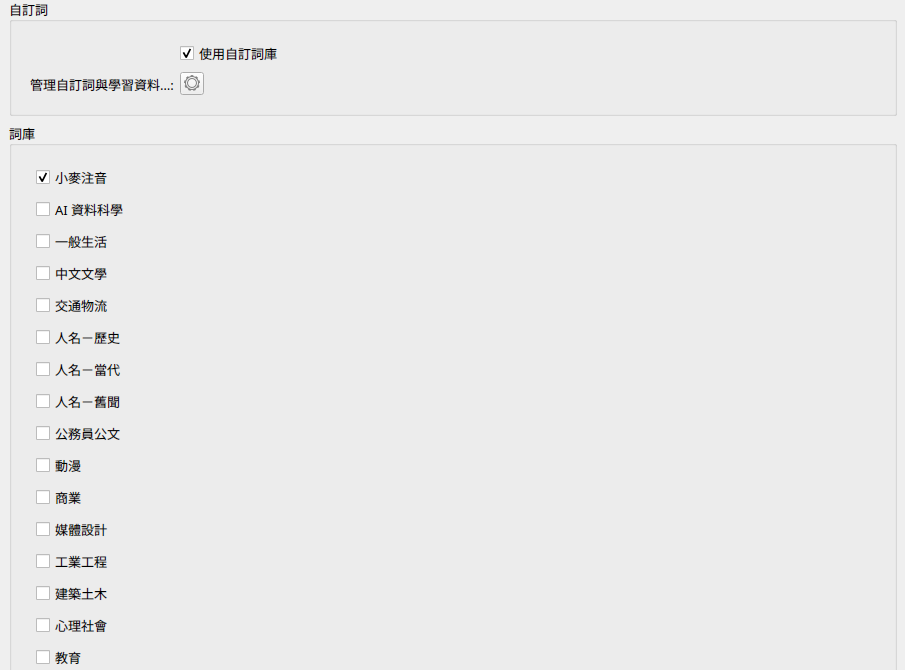 自訂詞
使用自訂詞庫
管理自訂詞與學習資料...:
詞庫
小麥注音
AI 資料科學
一般生活
中文文學
交通物流
人名－歷史
人名－當代
人名－舊聞
公務員公文
動漫
商業
媒體設計
工業工程
建築土木
心理社會
教育